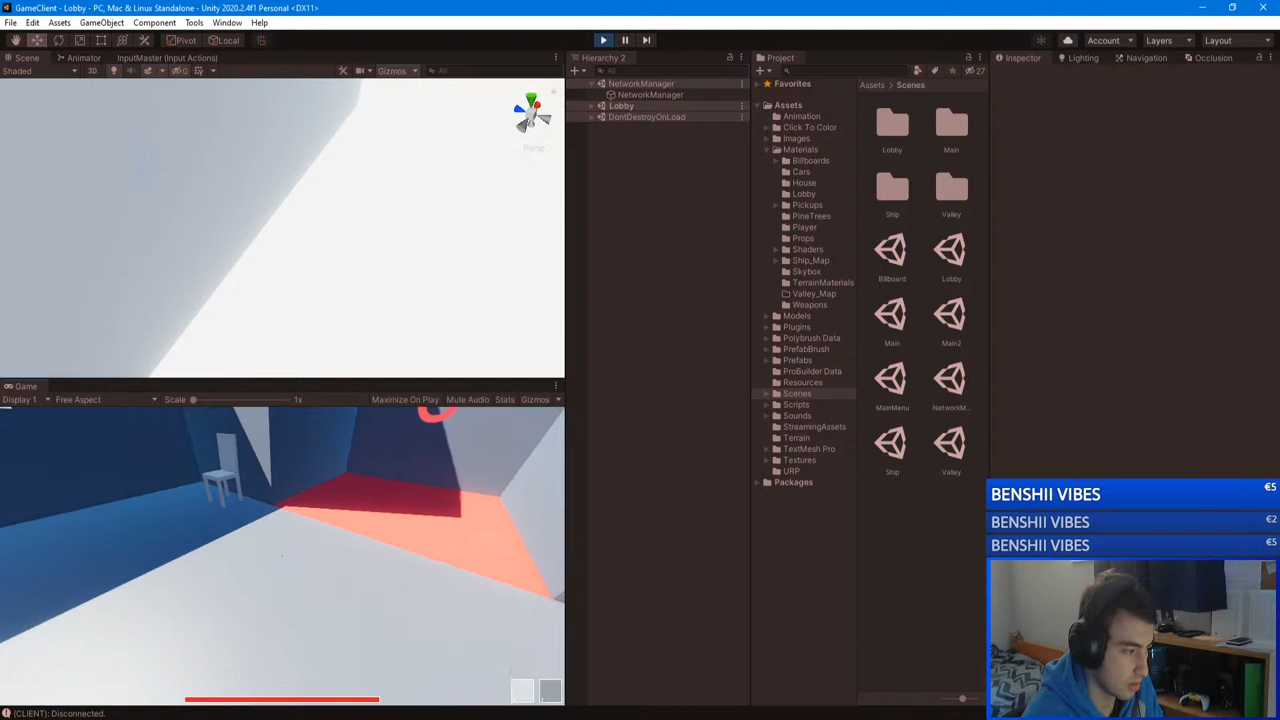 GameClient - Lobby - PC, Mac & Linux Standalone - Unity 2020.2.4f1 Personal <DX11>
File Edit Assets GameObject Component Tools Window Help
Pivot Local
Account Layers Layout
Scene Animator InputMaster (Input Actions)
Shaded 2D 0 Gizmos All
Persp
Game
Display 1 Free Aspect Scale 1x Maximize On Play Mute Audio Stats Gizmos
(CLIENT): Disconnected.
Hierarchy 2
All
NetworkManager
NetworkManager
Lobby
DontDestroyOnLoad
Project
27
Favorites
Assets
Animation
Click To Color
Images
Materials
Billboards
Cars
House
Lobby
Pickups
PineTrees
Player
Props
Shaders
Ship_Map
Skybox
TerrainMaterials
Valley_Map
Weapons
Models
Plugins
Polybrush Data
PrefabBrush
Prefabs
ProBuilder Data
Resources
Scenes
Scripts
Sounds
StreamingAssets
Terrain
TextMesh Pro
Textures
URP
Packages
Assets > Scenes
Lobby Main
Ship Valley
Billboard Lobby
Main Main2
MainMenu NetworkM...
Ship Valley
Inspector Lighting Navigation Occlusion
BENSHII VIBES €5
BENSHII VIBES €2
BENSHII VIBES €5